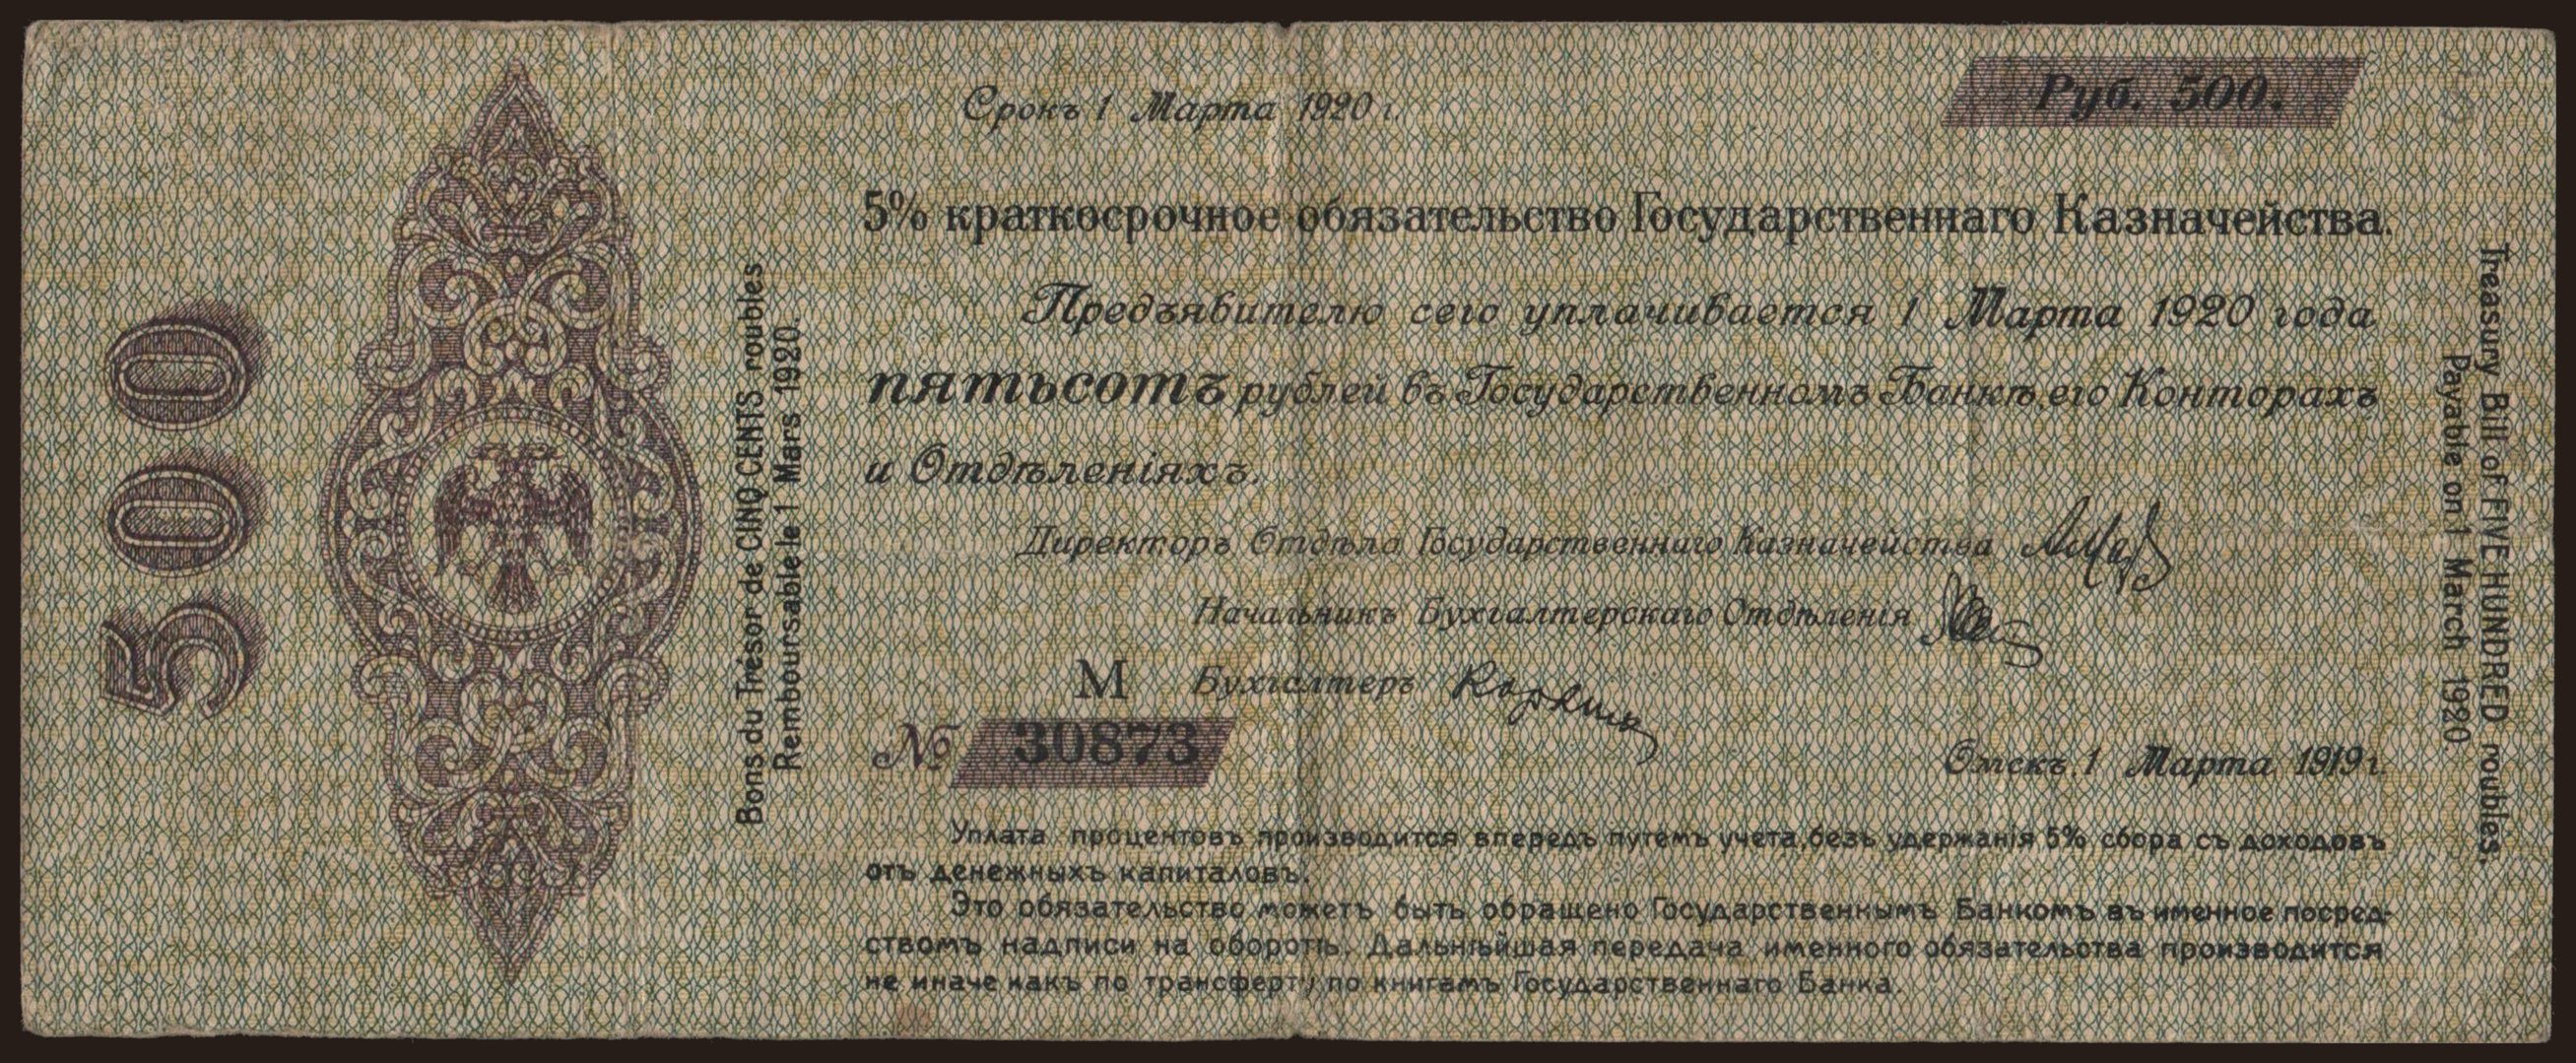 500
Bons du Trésor de CINQ CENTS roubles
Remboursable le 1 Mars 1920.
Срокъ 1 Марта 1920 г.
Руб. 500.
5% краткосрочное обязательство Государственнаго Казначейства.
Предъявителю сего уплачивается 1 Марта 1920 года
пятьсотъ рублей въ Государственномъ Банкѣ, его Конторахъ
и Отдѣленіяхъ.
Директоръ Отдѣла Государственнаго Казначейства
Начальникъ Бухгалтерскаго Отдѣленія
М Бухгалтеръ
№ 30873
Омскъ, 1 Марта 1919 г.
Уплата процентовъ производится впередъ путемъ учета, безъ удержанія 5% сбора съ доходовъ
отъ денежныхъ капиталовъ.
Это обязательство можетъ быть обращено Государственнымъ Банкомъ въ именное посред-
ствомъ надписи на оборотѣ. Дальнѣйшая передача именного обязательства производится
не иначе какъ по трансферту по книгамъ Государственнаго Банка.
Treasury Bill of FIVE HUNDRED roubles.
Payable on 1 March 1920.